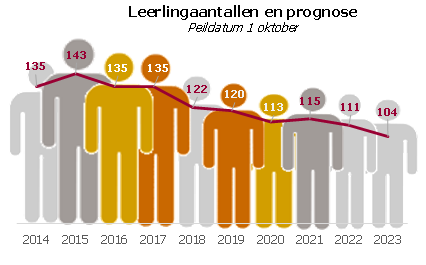 Leerlingaantallen en prognose
Peildatum 1 oktober
135 143 135 135 122 120 113 115 111 104
2014 2015 2016 2017 2018 2019 2020 2021 2022 2023